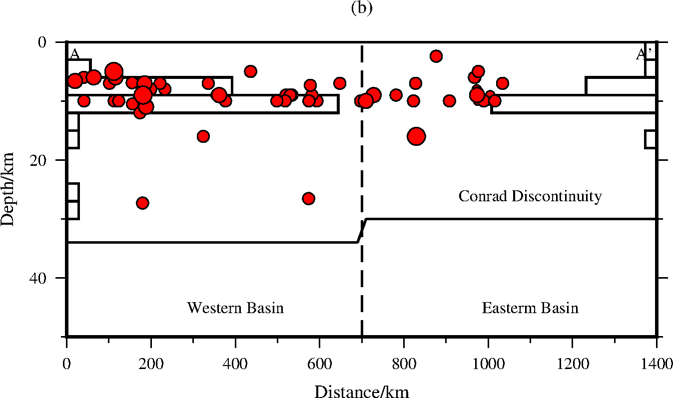 (b)
A A'
0
20
40
Depth/km
Conrad Discontinuity
Western Basin Easterm Basin
0 200 400 600 800 1000 1200 1400
Distance/km